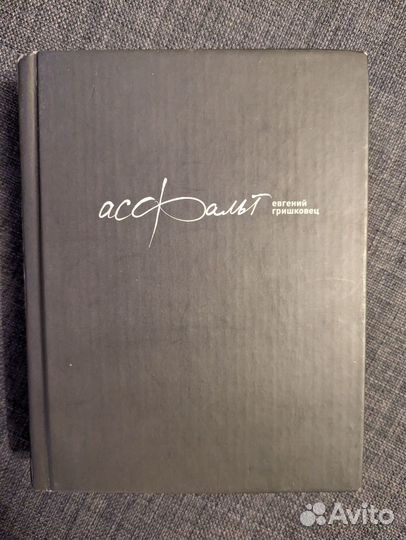 асфальт
евгений
гришковец
Avito